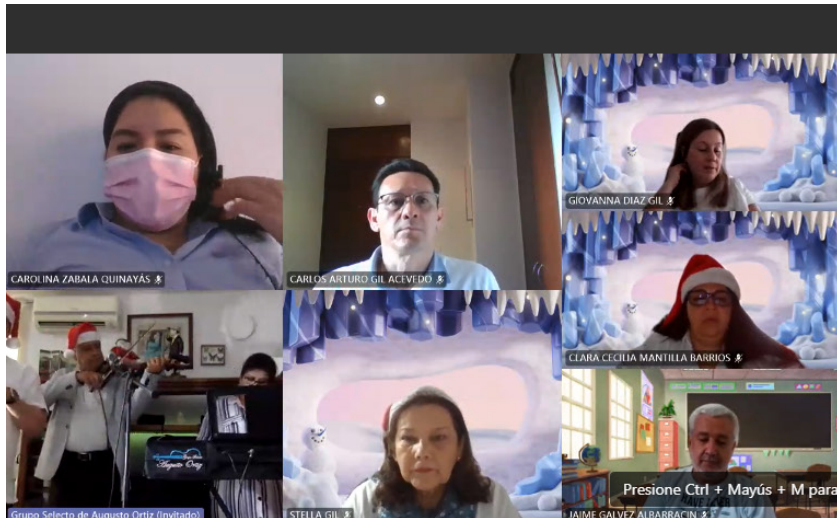 CAROLINA ZABALA QUINAYÁS
CARLOS ARTURO GIL ACEVEDO
GIOVANNA DIAZ GIL
CLARA CECILIA MANTILLA BARRIOS
Augusto Ortiz
Grupo Selecto de Augusto Ortiz (Invitado)
STELLA GIL
Presione Ctrl + Mayús + M para
JAIME GALVEZ ALBARRACIN